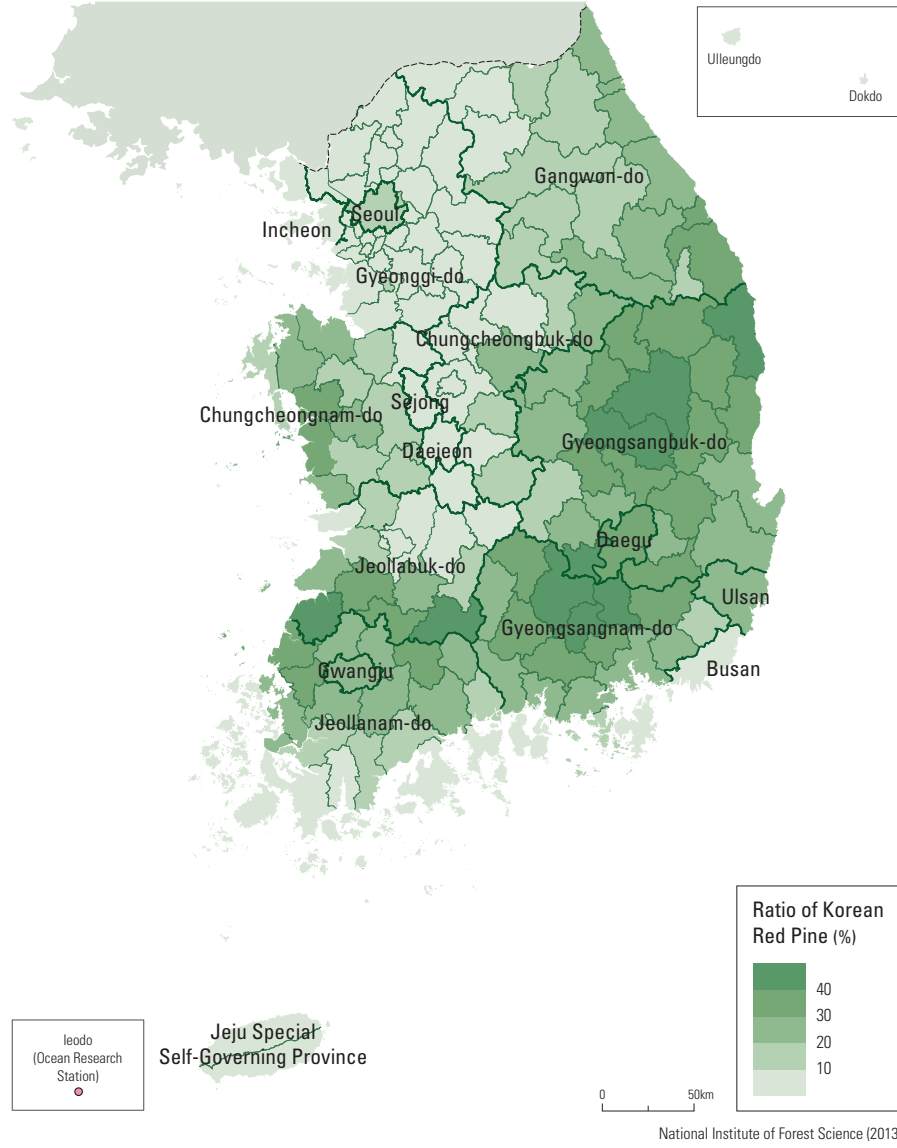 Ulleungdo
Dokdo
Gangwon-do
Seoul
Incheon
Gyeonggi-do
Chungcheongbuk-do
Sejong
Chungcheongnam-do
Gyeongsangbuk-do
Daejeon
Daegu
Jeollabuk-do
Ulsan
Gyeongsangnam-do
Busan
Gwangju
Jeollanam-do
Ratio of Korean
Red Pine (%)
40
30
20
10
Jeju Special
Self-Governing Province
Ieodo
(Ocean Research
Station)
0 50km
National Institute of Forest Science (2013